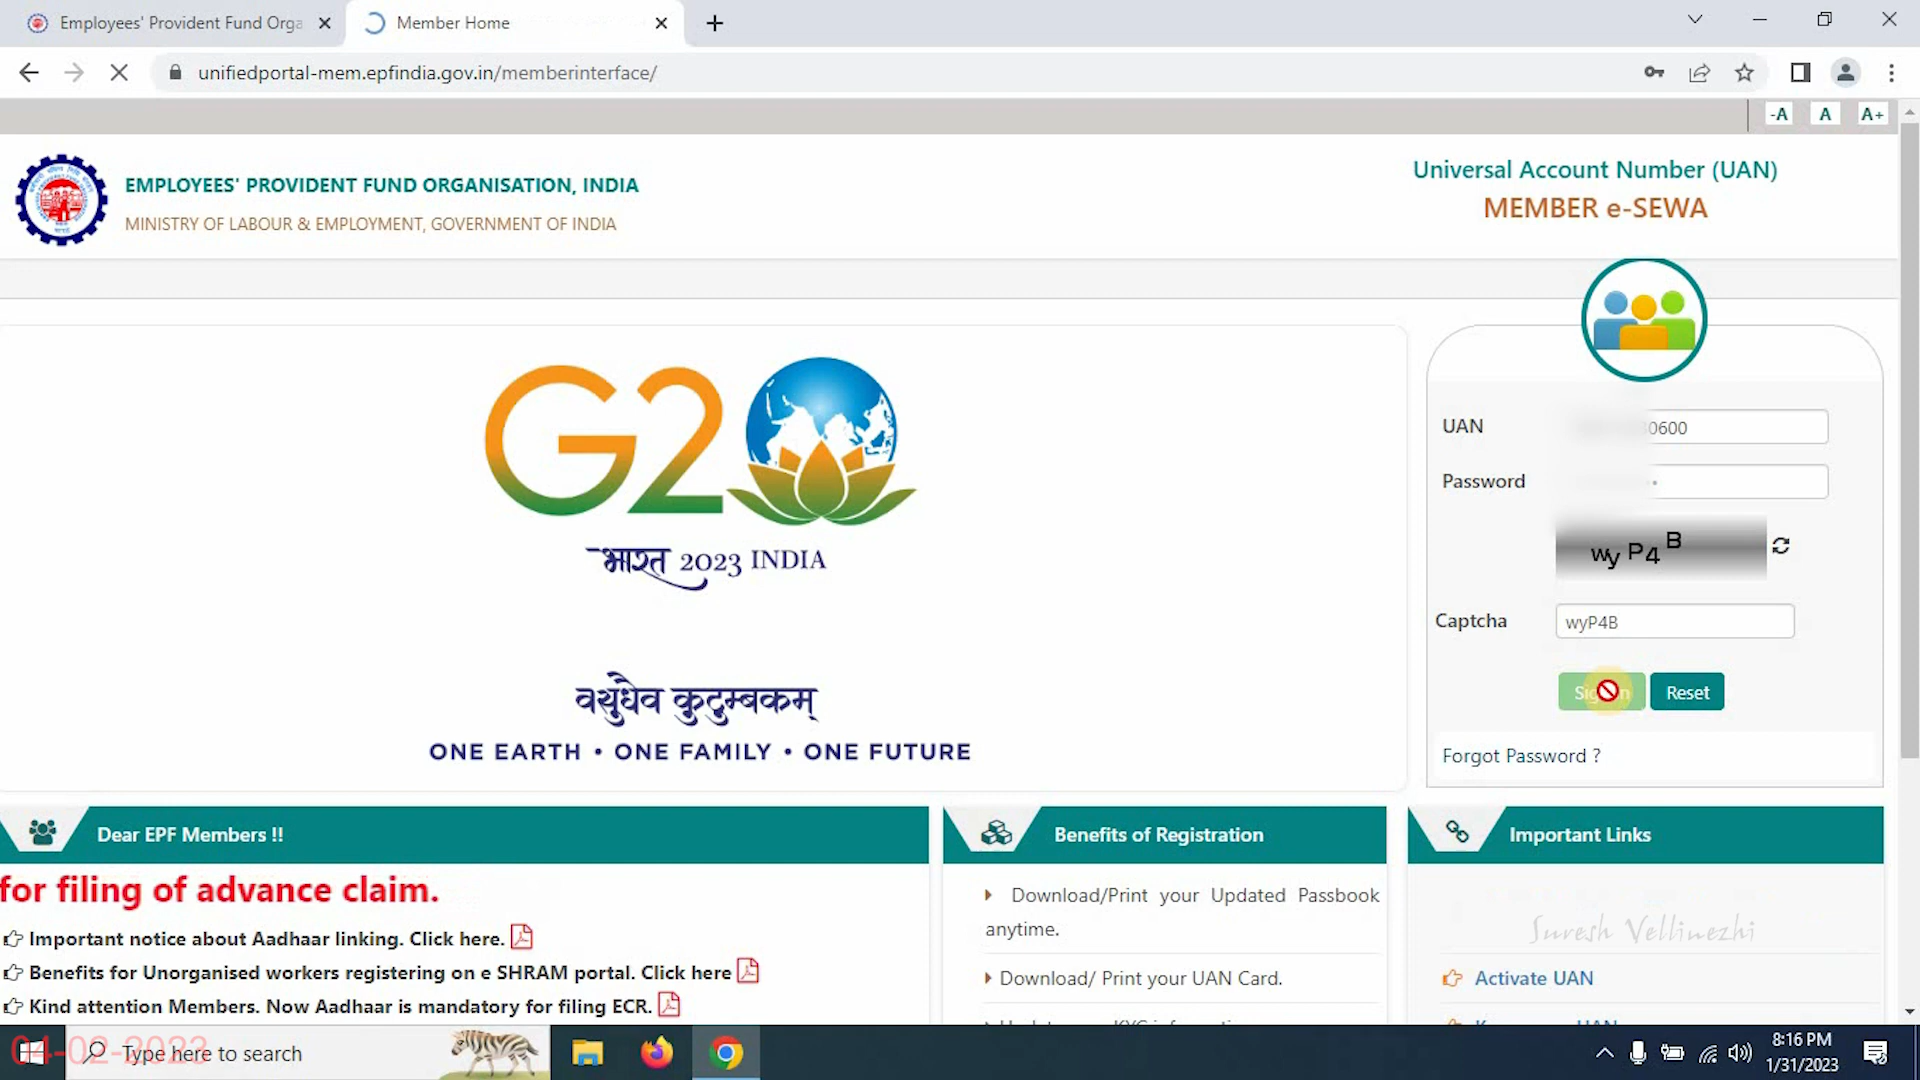 Employees' Provident Fund Orga
Member Home
unifiedportal-mem.epfindia.gov.in/memberinterface/
-A A A+
EMPLOYEES' PROVIDENT FUND ORGANISATION, INDIA
MINISTRY OF LABOUR & EMPLOYMENT, GOVERNMENT OF INDIA
Universal Account Number (UAN)
MEMBER e-SEWA
G20
भारत 2023 INDIA
वसुधैव कुटुम्बकम्
ONE EARTH • ONE FAMILY • ONE FUTURE
UAN 0600
Password
wyP4B
Captcha wyP4B
Reset
Forgot Password ?
Dear EPF Members !!
for filing of advance claim.
Important notice about Aadhaar linking. Click here.
Benefits for Unorganised workers registering on e SHRAM portal. Click here
Kind attention Members. Now Aadhaar is mandatory for filing ECR.
Benefits of Registration
Download/Print your Updated Passbook
anytime.
Download/ Print your UAN Card.
Important Links
Suresh Vellinezhi
Activate UAN
04-02-2023
Type here to search
8:16 PM
1/31/2023